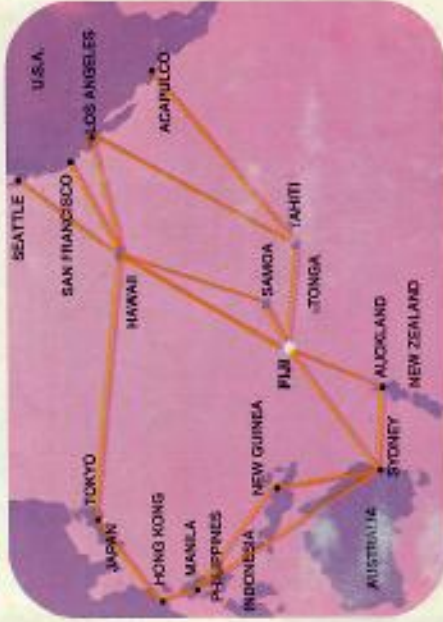 U.S.A.
SEATTLE
SAN FRANCISCO
LOS ANGELES
ACAPULCO
HAWAII
TOKYO
JAPAN
HONG KONG
MANILA
PHILIPPINES
INDONESIA
NEW GUINEA
SAMOA
TAHITI
TONGA
FIJI
AUCKLAND
NEW ZEALAND
SYDNEY
AUSTRALIA